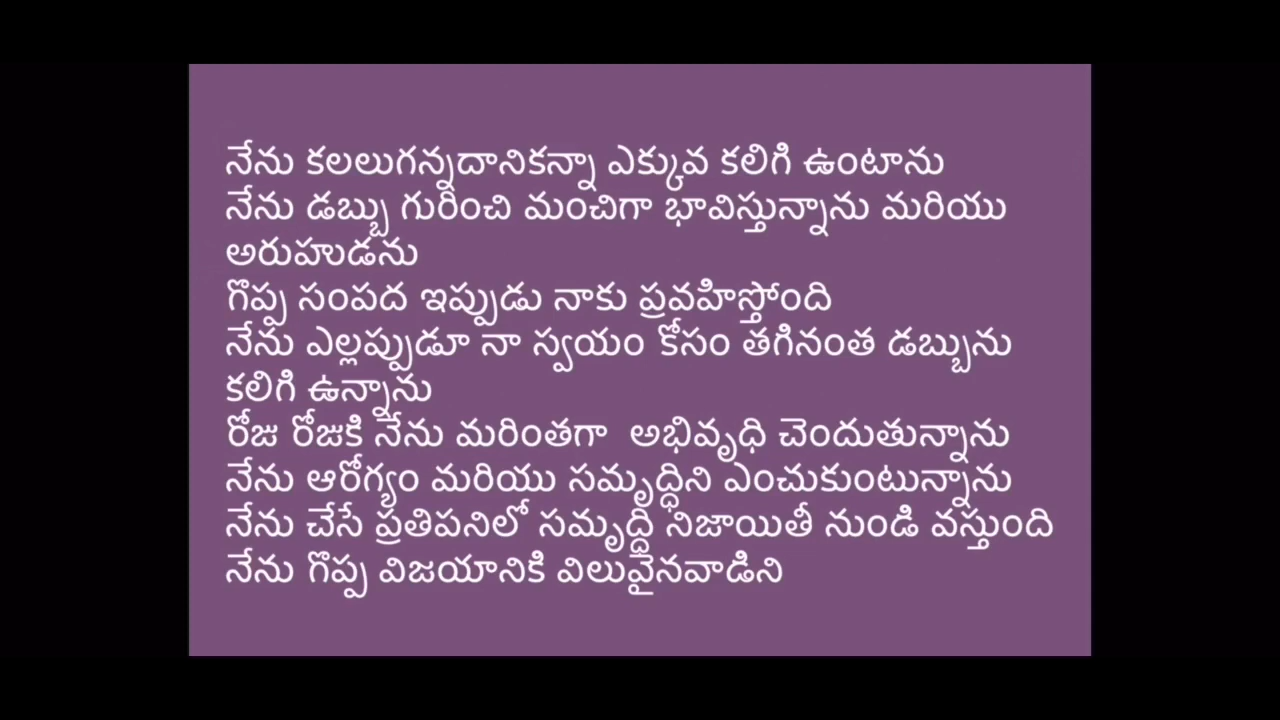 నేను కలలుగన్నదానికన్నా ఎక్కువ కలిగి ఉంటాను
నేను డబ్బు గురించి మంచిగా భావిస్తున్నాను మరియు
అరుహుడను
గొప్ప సంపద ఇప్పుడు నాకు ప్రవహిస్తోంది
నేను ఎల్లప్పుడూ నా స్వయం కోసం తగినంత డబ్బును
కలిగి ఉన్నాను
రోజు రోజుకి నేను మరింతగా  అభివృధి చెందుతున్నాను
నేను ఆరోగ్యం మరియు సమృద్ధిని ఎంచుకుంటున్నాను
నేను చేసే ప్రతిపనిలో సమృద్ధి నిజాయితీ నుండి వస్తుంది
నేను గొప్ప విజయానికి విలువైనవాడిని